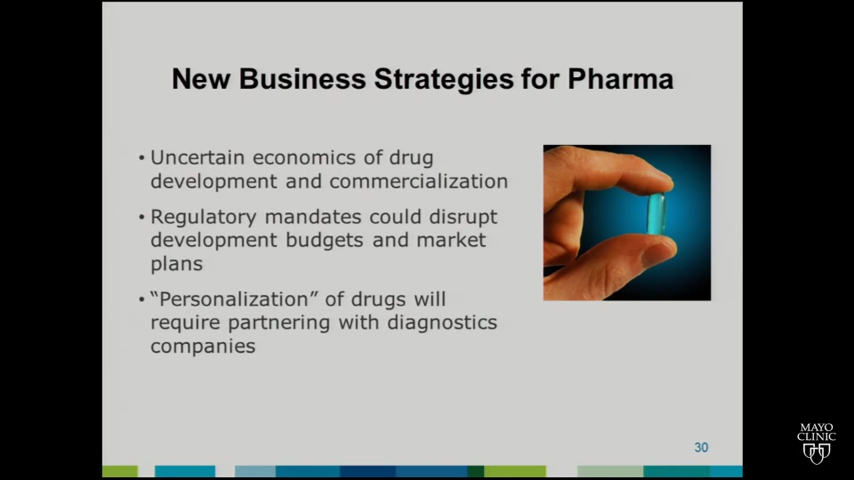 New Business Strategies for Pharma
• Uncertain economics of drug
development and commercialization
• Regulatory mandates could disrupt
development budgets and market
plans
• “Personalization” of drugs will
require partnering with diagnostics
companies
30
MAYO
CLINIC